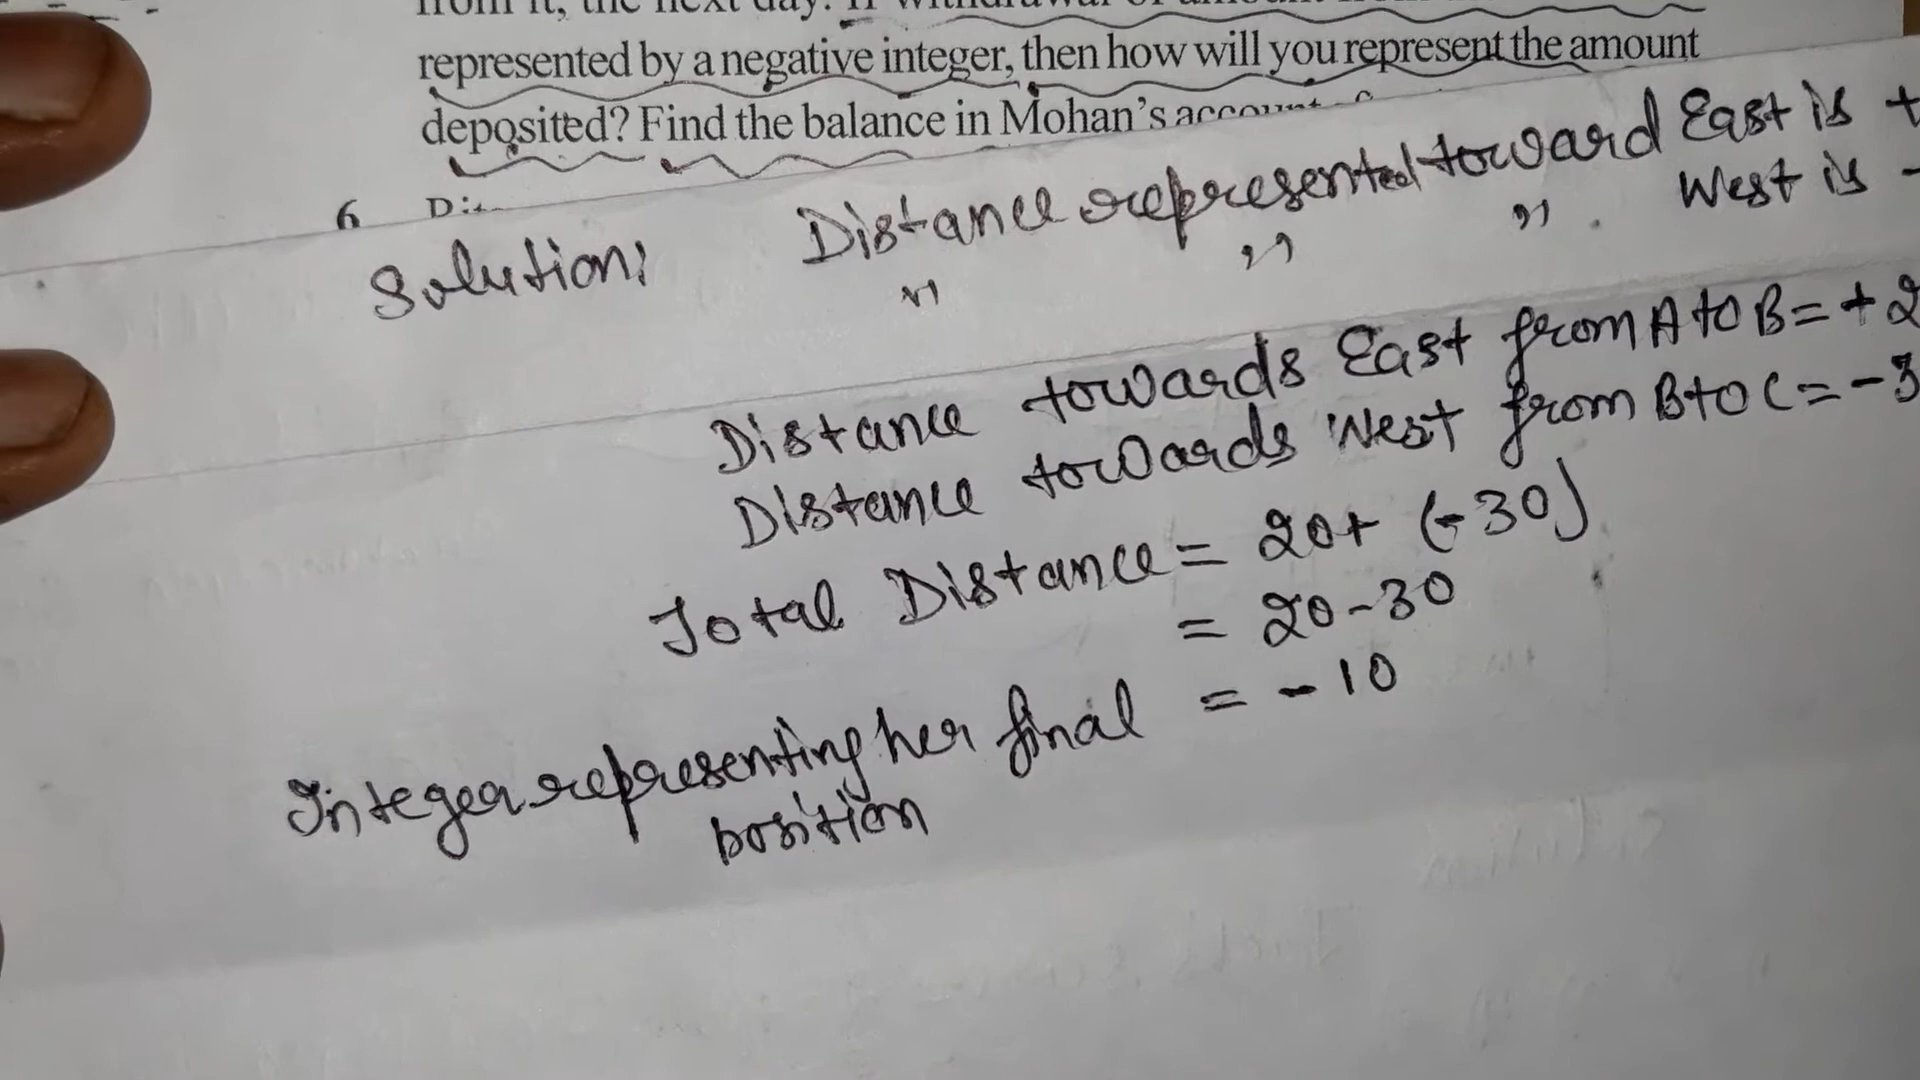 represented by a negative integer, then how will you represent the amount
deposited? Find the balance in Mohan's account
6
Solution: Distance represented toward East is +
" " ". West is -
Distance towards East from A to B = + 2
Distance towards West from B to C = - 3
Total Distance = 20 + (-30)
= 20 - 30
= - 10
Integer representing her final
position